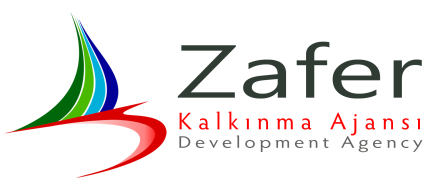 Zafer
Kalkınma Ajansı
Development Agency